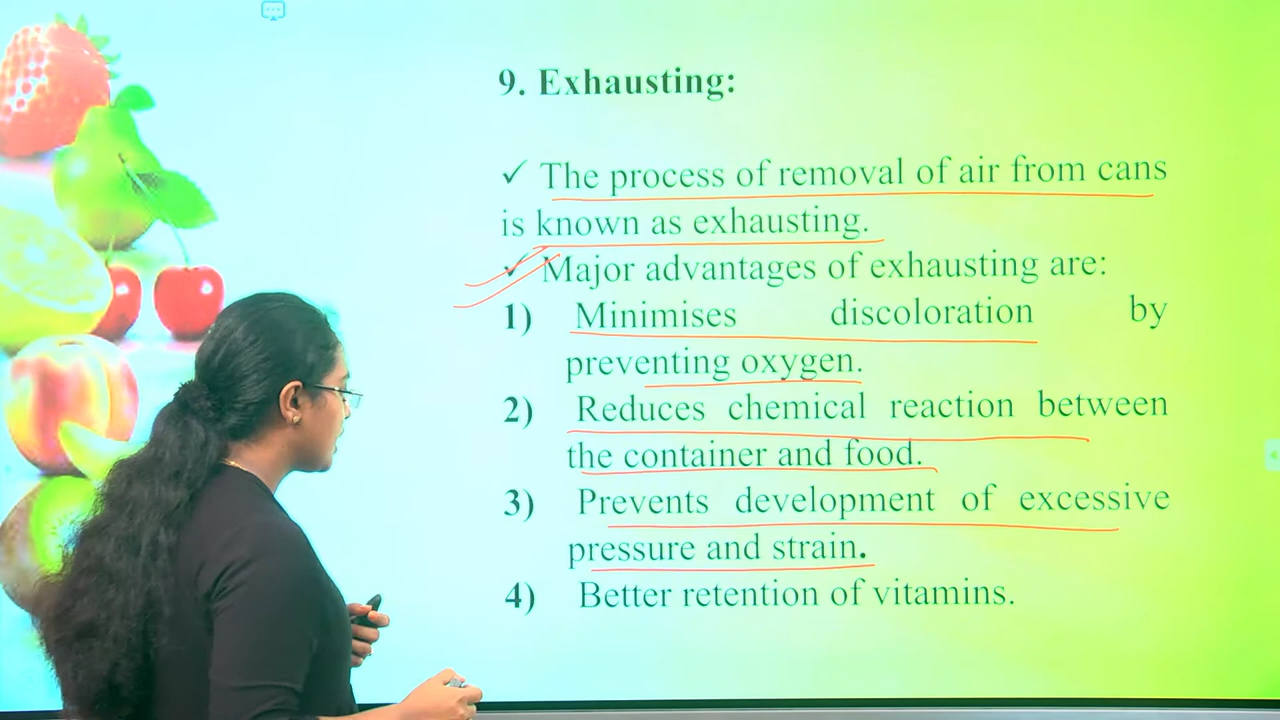 9. Exhausting:
✓ The process of removal of air from cans
is known as exhausting.
✓ Major advantages of exhausting are:
1) Minimises discoloration by
preventing oxygen.
2) Reduces chemical reaction between
the container and food.
3) Prevents development of excessive
pressure and strain.
4) Better retention of vitamins.